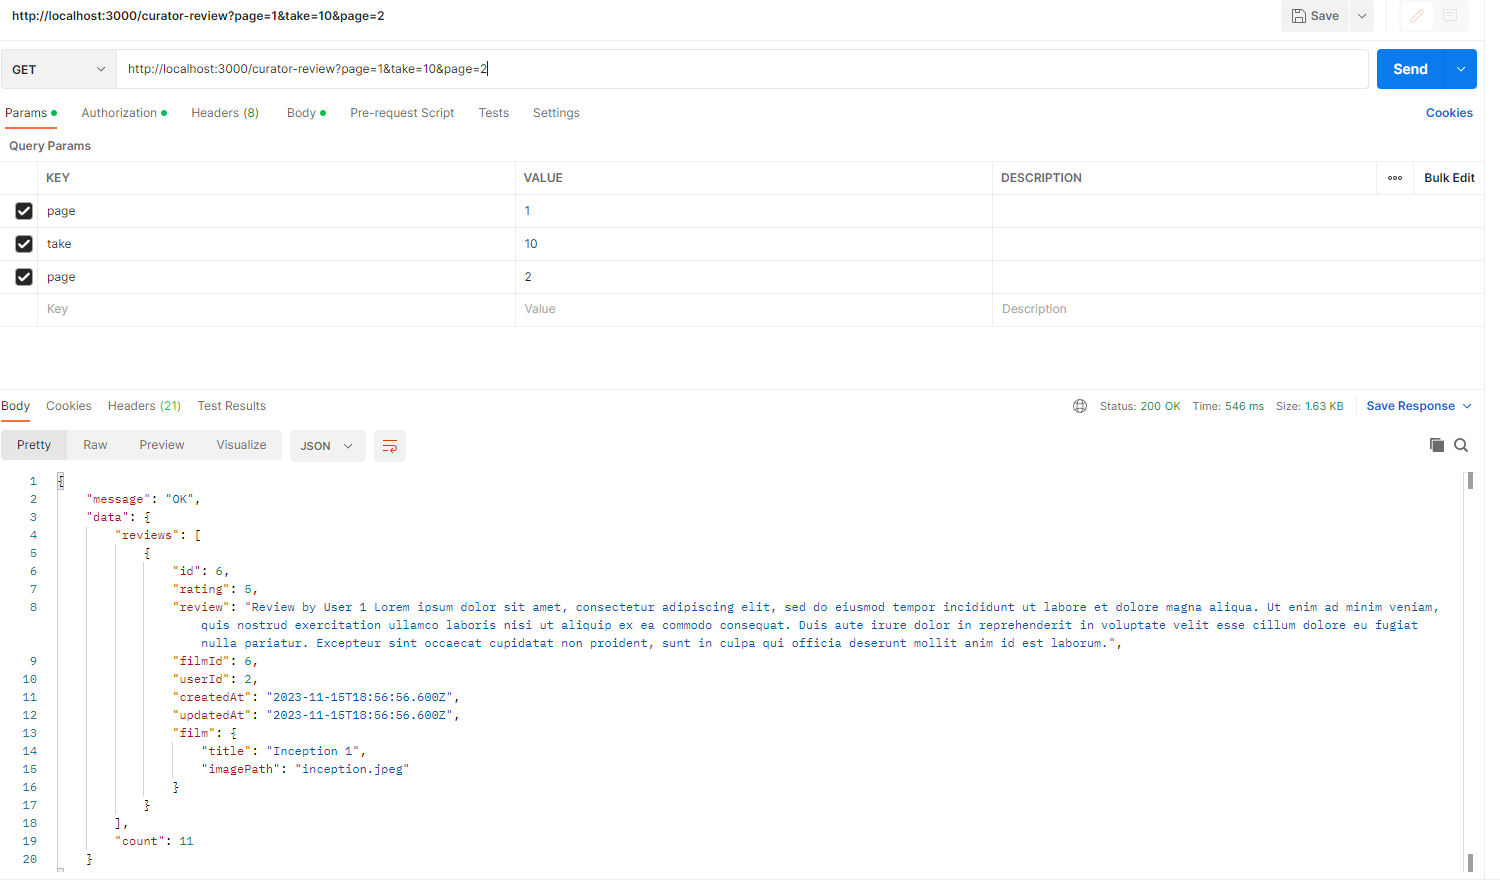 http://localhost:3000/curator-review?page=1&take=10&page=2
Save
GET
http://localhost:3000/curator-review?page=1&take=10&page=2
Send
Params Authorization Headers (8) Body Pre-request Script Tests Settings Cookies
Query Params
KEY VALUE DESCRIPTION ooo Bulk Edit
page 1
take 10
page 2
Key Value Description
Body Cookies Headers (21) Test Results Status: 200 OK Time: 546 ms Size: 1.63 KB Save Response
Pretty Raw Preview Visualize JSON
1 {
2 "message": "OK",
3 "data": {
4 "reviews": [
5 {
6 "id": 6,
7 "rating": 5,
8 "review": "Review by User 1 Lorem ipsum dolor sit amet, consectetur adipiscing elit, sed do eiusmod tempor incididunt ut labore et dolore magna aliqua. Ut enim ad minim veniam,
quis nostrud exercitation ullamco laboris nisi ut aliquip ex ea commodo consequat. Duis aute irure dolor in reprehenderit in voluptate velit esse cillum dolore eu fugiat
nulla pariatur. Excepteur sint occaecat cupidatat non proident, sunt in culpa qui officia deserunt mollit anim id est laborum.",
9 "filmId": 6,
10 "userId": 2,
11 "createdAt": "2023-11-15T18:56:56.600Z",
12 "updatedAt": "2023-11-15T18:56:56.600Z",
13 "film": {
14 "title": "Inception 1",
15 "imagePath": "inception.jpeg"
16 }
17 }
18 ],
19 "count": 11
20 }